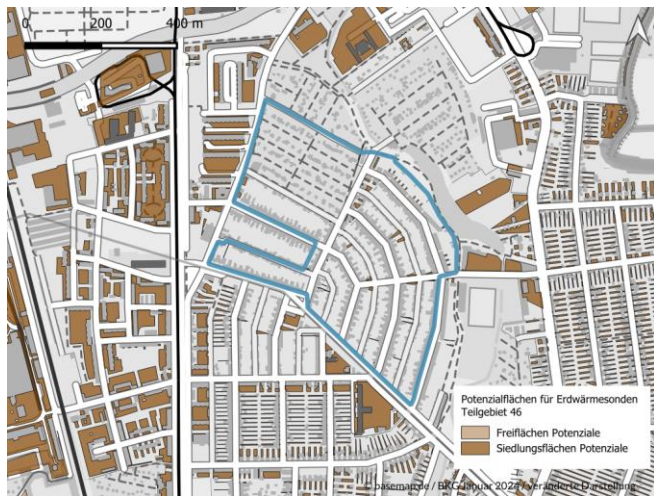 0 200 400 m
Potenzialflächen für Erdwärmesonden
Teilgebiet 46
Freiflächen Potenziale
Siedlungsflächen Potenziale
basemap.de / BKG Januar 2024 / veränderte Darstellung